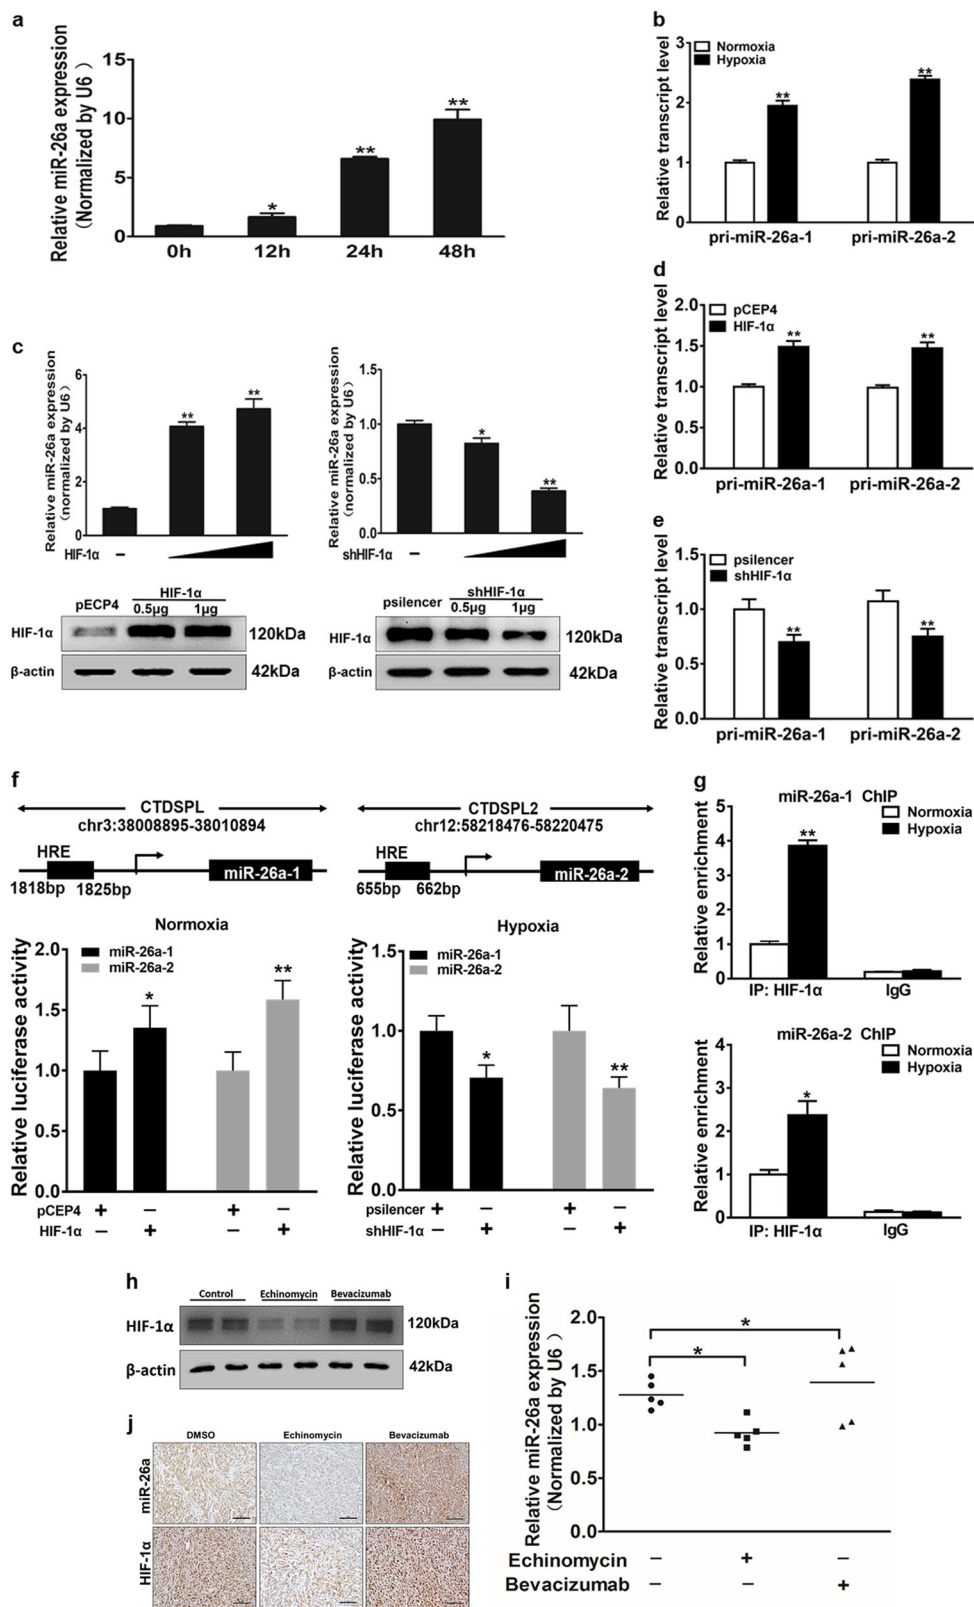 a
Relative miR-26a expression
(Normalized by U6 )
15
10
5
0
*
**
**
0h 12h 24h 48h
b
Relative transcript level
3
2
1
0
Normoxia
Hypoxia
**
**
pri-miR-26a-1 pri-miR-26a-2
c
Relative miR-26a expression
(normalized by U6)
6
4
2
0
**
**
HIF-1α –
Relative miR-26a expression
(normalized by U6)
1.5
1.0
0.5
0.0
*
**
shHIF-1α –
pECP4 HIF-1α
0.5μg 1μg
HIF-1α 120kDa
β-actin 42kDa
psilencer shHIF-1α
0.5μg 1μg
HIF-1α 120kDa
β-actin 42kDa
d
Relative transcript level
2.0
1.5
1.0
0.5
0.0
pCEP4
HIF-1α
**
**
pri-miR-26a-1 pri-miR-26a-2
e
Relative transcript level
1.5
1.0
0.5
0.0
psilencer
shHIF-1α
**
**
pri-miR-26a-1 pri-miR-26a-2
f
CTDSPL
chr3:38008895-38010894
HRE
miR-26a-1
1818bp 1825bp
CTDSPL2
chr12:58218476-58220475
HRE
miR-26a-2
655bp 662bp
Normoxia
Relative luciferase activity
2.0
1.5
1.0
0.5
0.0
miR-26a-1
miR-26a-2
*
**
pCEP4 + – + –
HIF-1α – + – +
Hypoxia
Relative luciferase activity
1.5
1.0
0.5
0.0
miR-26a-1
miR-26a-2
*
**
psilencer + – + –
shHIF-1α – + – +
g
miR-26a-1 ChIP
Relative enrichment
5
4
3
2
1
0
Normoxia
Hypoxia
**
IP: HIF-1α IgG
miR-26a-2 ChIP
Relative enrichment
5
4
3
2
1
0
Normoxia
Hypoxia
*
IP: HIF-1α IgG
h
Control Echinomycin Bevacizumab
HIF-1α 120kDa
β-actin 42kDa
i
Relative miR-26a expression
(Normalized by U6 )
2.0
1.5
1.0
0.5
0.0
*
*
Echinomycin – + –
Bevacizumab – – +
j
DMSO Echinomycin Bevacizumab
miR-26a
HIF-1α